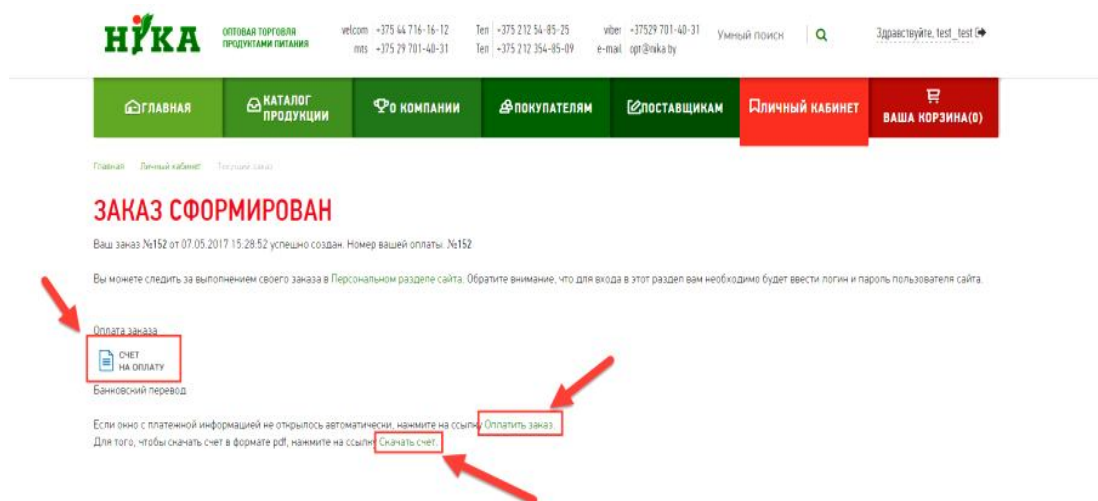 НІКА
ОПТОВАЯ ТОРГОВЛЯ
ПРОДУКТАМИ ПИТАНИЯ
velcom +375 44 716-16-12
mts +375 29 701-40-31
Тел +375 212 54-85-25
Тел +375 212 354-85-09
viber +37529 701-40-31
e-mail opt@nika.by
Умный поиск
Здравствуйте, test_test
ГЛАВНАЯ
КАТАЛОГ
ПРОДУКЦИИ
О КОМПАНИИ
ПОКУПАТЕЛЯМ
ПОСТАВЩИКАМ
ЛИЧНЫЙ КАБИНЕТ
ВАША КОРЗИНА(0)
Главная Личный кабинет Текущий заказ
ЗАКАЗ СФОРМИРОВАН
Ваш заказ №152 от 07.05.2017 15:28:52 успешно создан. Номер вашей оплаты: №152
Вы можете следить за выполнением своего заказа в Персональном разделе сайта. Обратите внимание, что для входа в этот раздел вам необходимо будет ввести логин и пароль пользователя сайта.
Оплата заказа
СЧЕТ
НА ОПЛАТУ
Банковский перевод
Если окно с платежной информацией не открылось автоматически, нажмите на ссылку Оплатить заказ.
Для того, чтобы скачать счет в формате pdf, нажмите на ссылку Скачать счет.